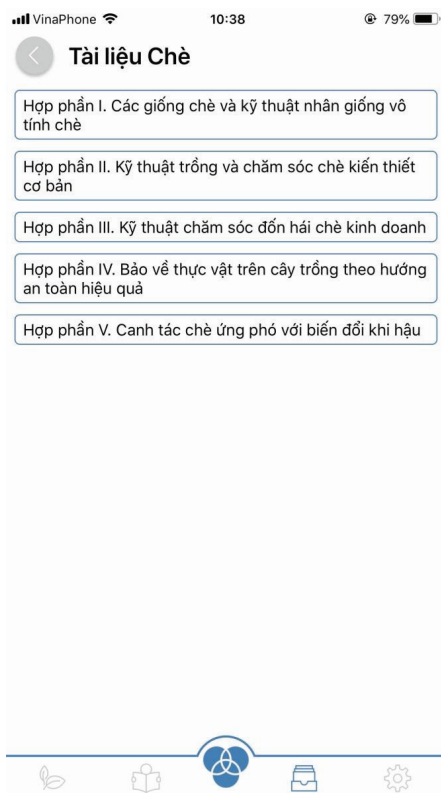 VinaPhone 10:38 79%
Tài liệu Chè
Hợp phần I. Các giống chè và kỹ thuật nhân giống vô
tính chè
Hợp phần II. Kỹ thuật trồng và chăm sóc chè kiến thiết
cơ bản
Hợp phần III. Kỹ thuật chăm sóc đốn hái chè kinh doanh
Hợp phần IV. Bảo về thực vật trên cây trồng theo hướng
an toàn hiệu quả
Hợp phần V. Canh tác chè ứng phó với biến đổi khi hậu